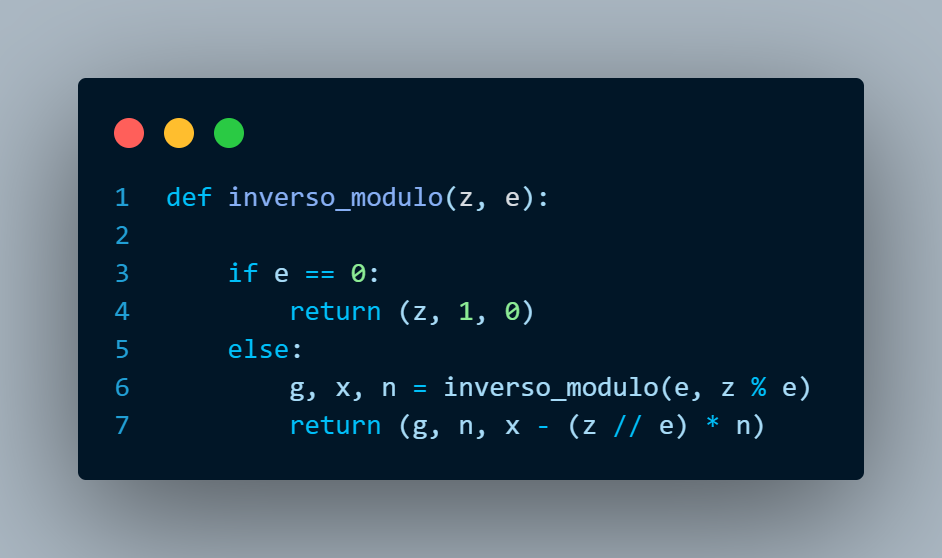 1 def inverso_modulo(z, e):
2
3     if e == 0:
4         return (z, 1, 0)
5     else:
6         g, x, n = inverso_modulo(e, z % e)
7         return (g, n, x - (z // e) * n)